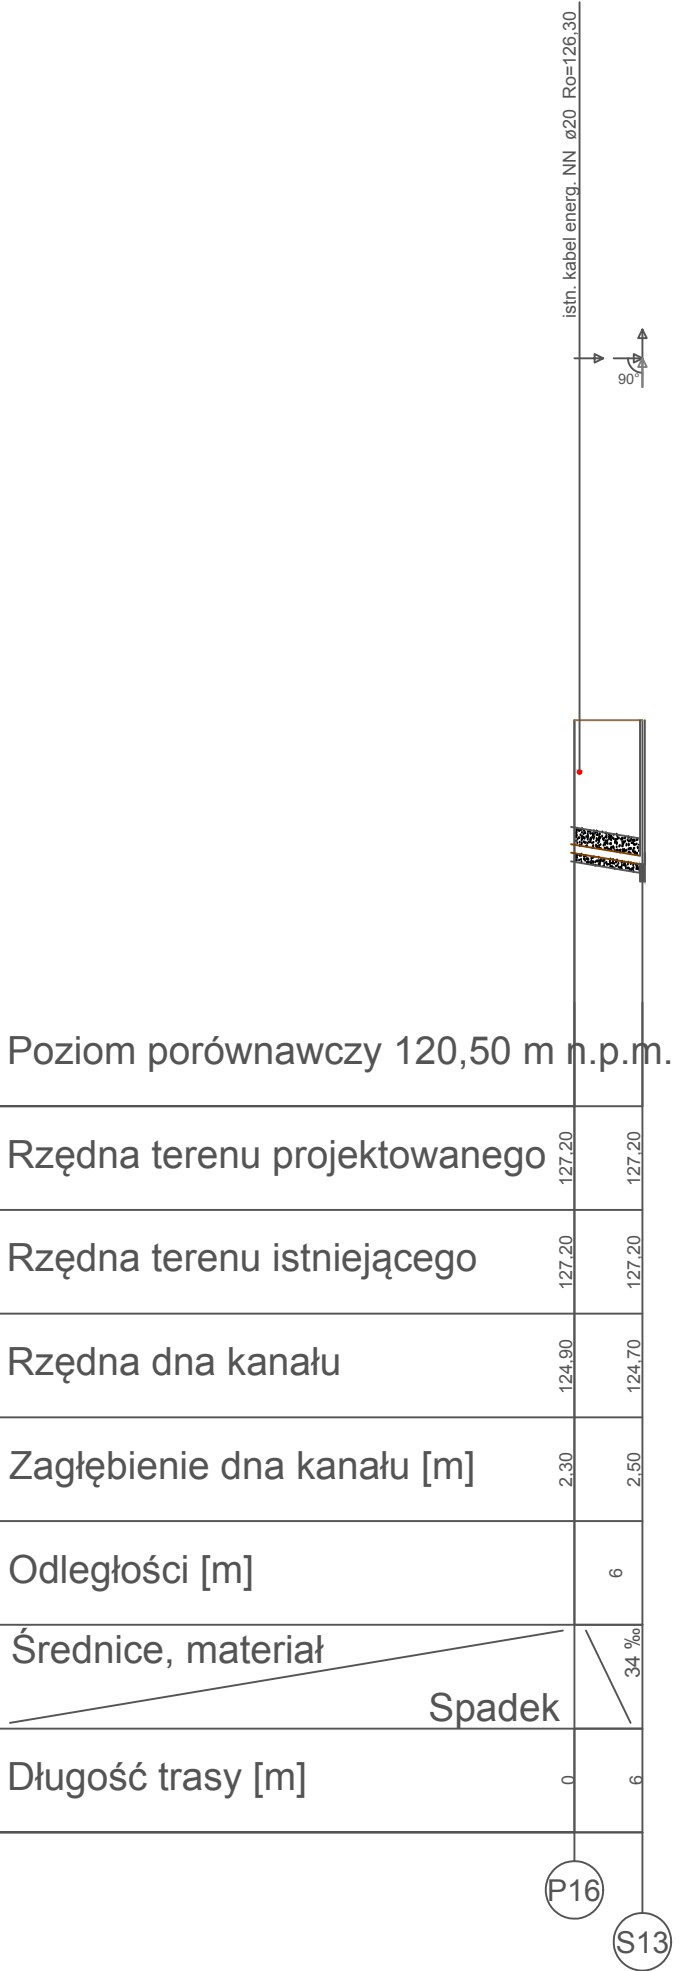 istn. kabel energ. NN ø20 Ro=126,30
90°
Poziom porównawczy 120,50 m n.p.m.
Rzędna terenu projektowanego 127,20 127,20
Rzędna terenu istniejącego 127,20 127,20
Rzędna dna kanału 124,90 124,70
Zagłębienie dna kanału [m] 2,30 2,50
Odległości [m] 6
Średnice, materiał 34 ‰
Spadek
Długość trasy [m] 0 6
P16
S13